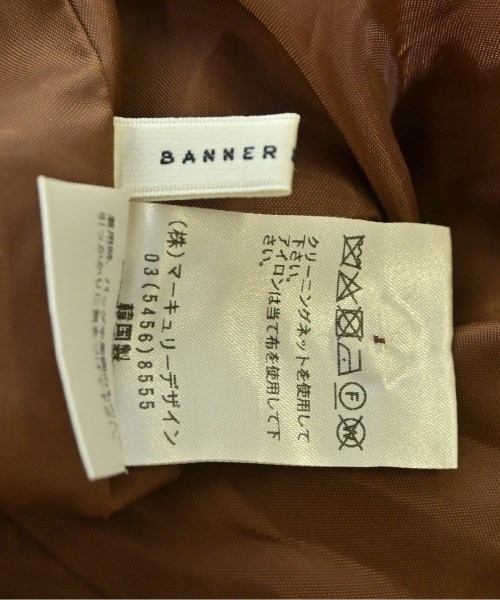 BANNER
F W
クリーニングネットを使用して
下さい。
アイロンは当て布を使用して下
さい。
(株)マーキュリーデザイン
03(5456)8555
韓国製